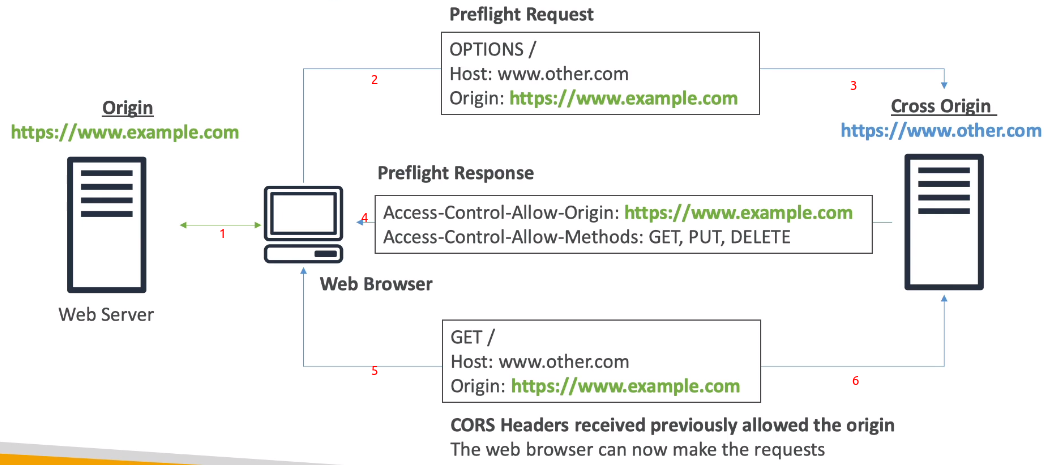 Preflight Request
OPTIONS /
Host: www.other.com
Origin: https://www.example.com
2
3
Origin
https://www.example.com
Cross Origin
https://www.other.com
Preflight Response
Access-Control-Allow-Origin: https://www.example.com
Access-Control-Allow-Methods: GET, PUT, DELETE
4
1
Web Browser
Web Server
GET /
Host: www.other.com
Origin: https://www.example.com
5
6
CORS Headers received previously allowed the origin
The web browser can now make the requests